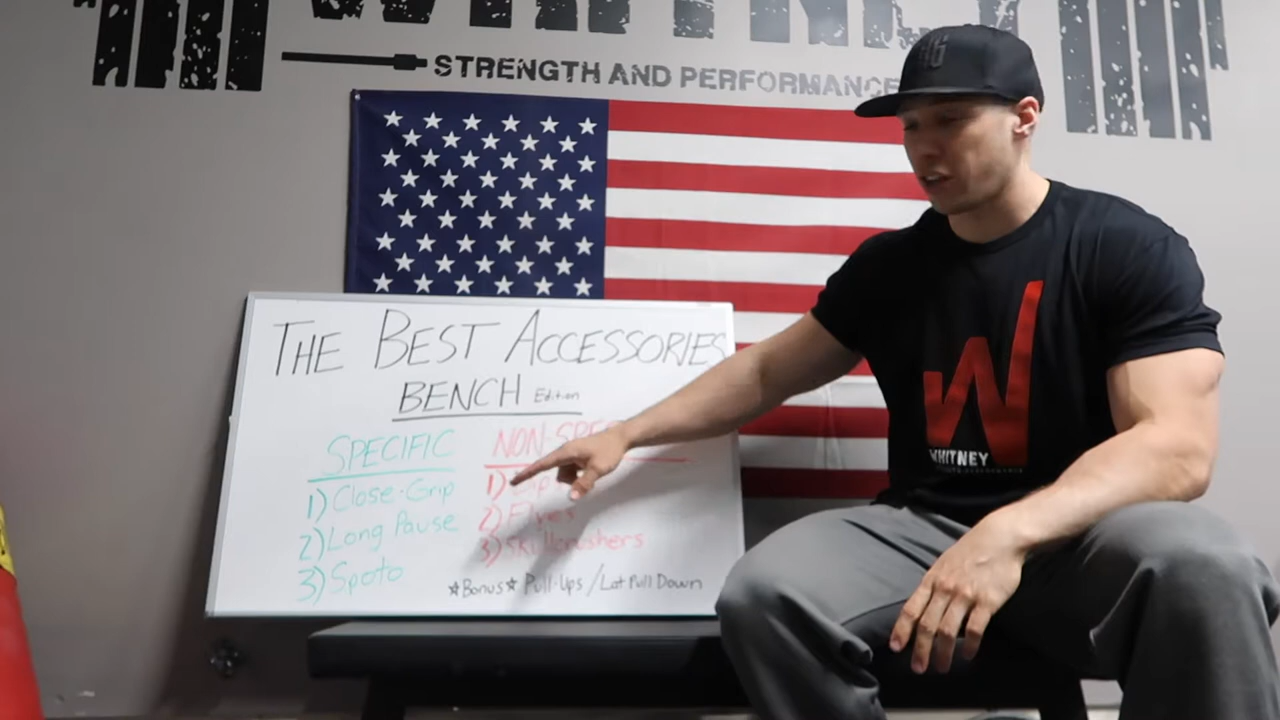 STRENGTH AND PERFORMANCE
THE BEST ACCESSORIES
BENCH Edition
SPECIFIC
1) Close-Grip
2) Long Pause
3) Spoto
1)
2) Flyes
3) Skullcrushers
☆Bonus☆ Pull-Ups / Lat Pull Down
W
WHITNEY